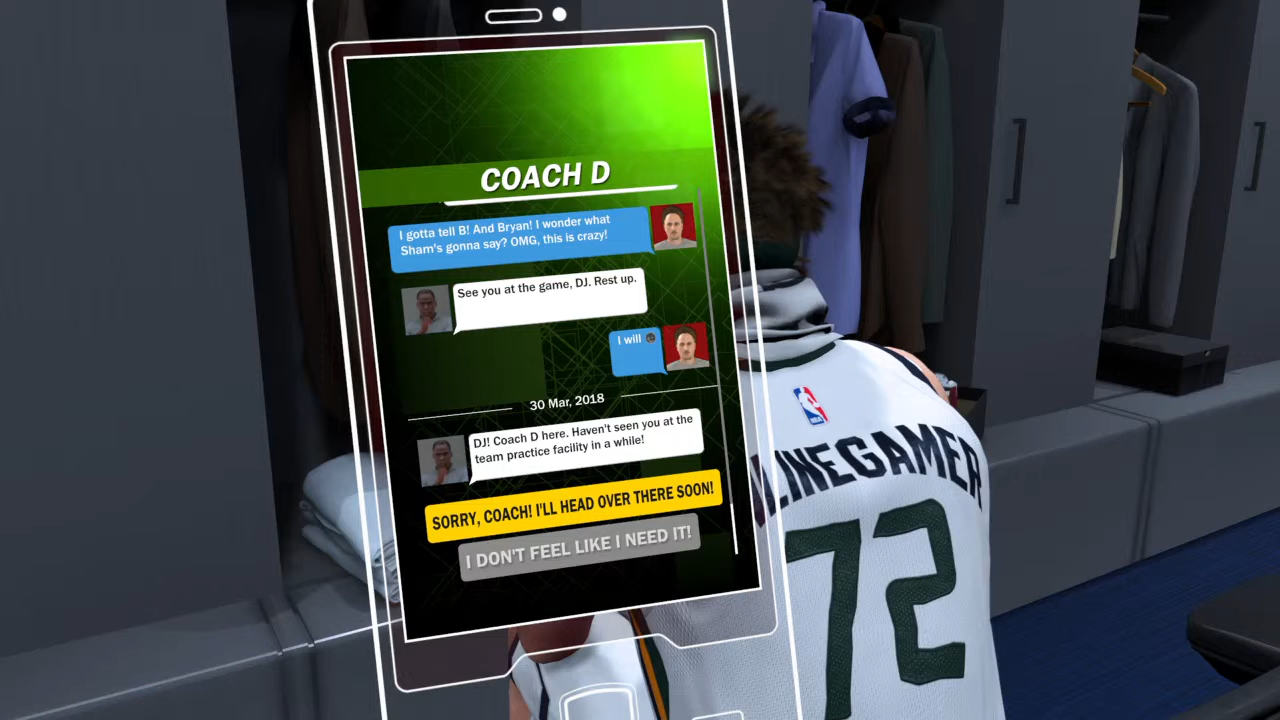 COACH D
I gotta tell B! And Bryan! I wonder what
Sham's gonna say? OMG, this is crazy!
See you at the game, DJ. Rest up.
I will
30 Mar, 2018
DJ! Coach D here. Haven't seen you at the
team practice facility in a while!
SORRY, COACH! I'LL HEAD OVER THERE SOON!
I DON'T FEEL LIKE I NEED IT!
NBA
LINEGAMER
72